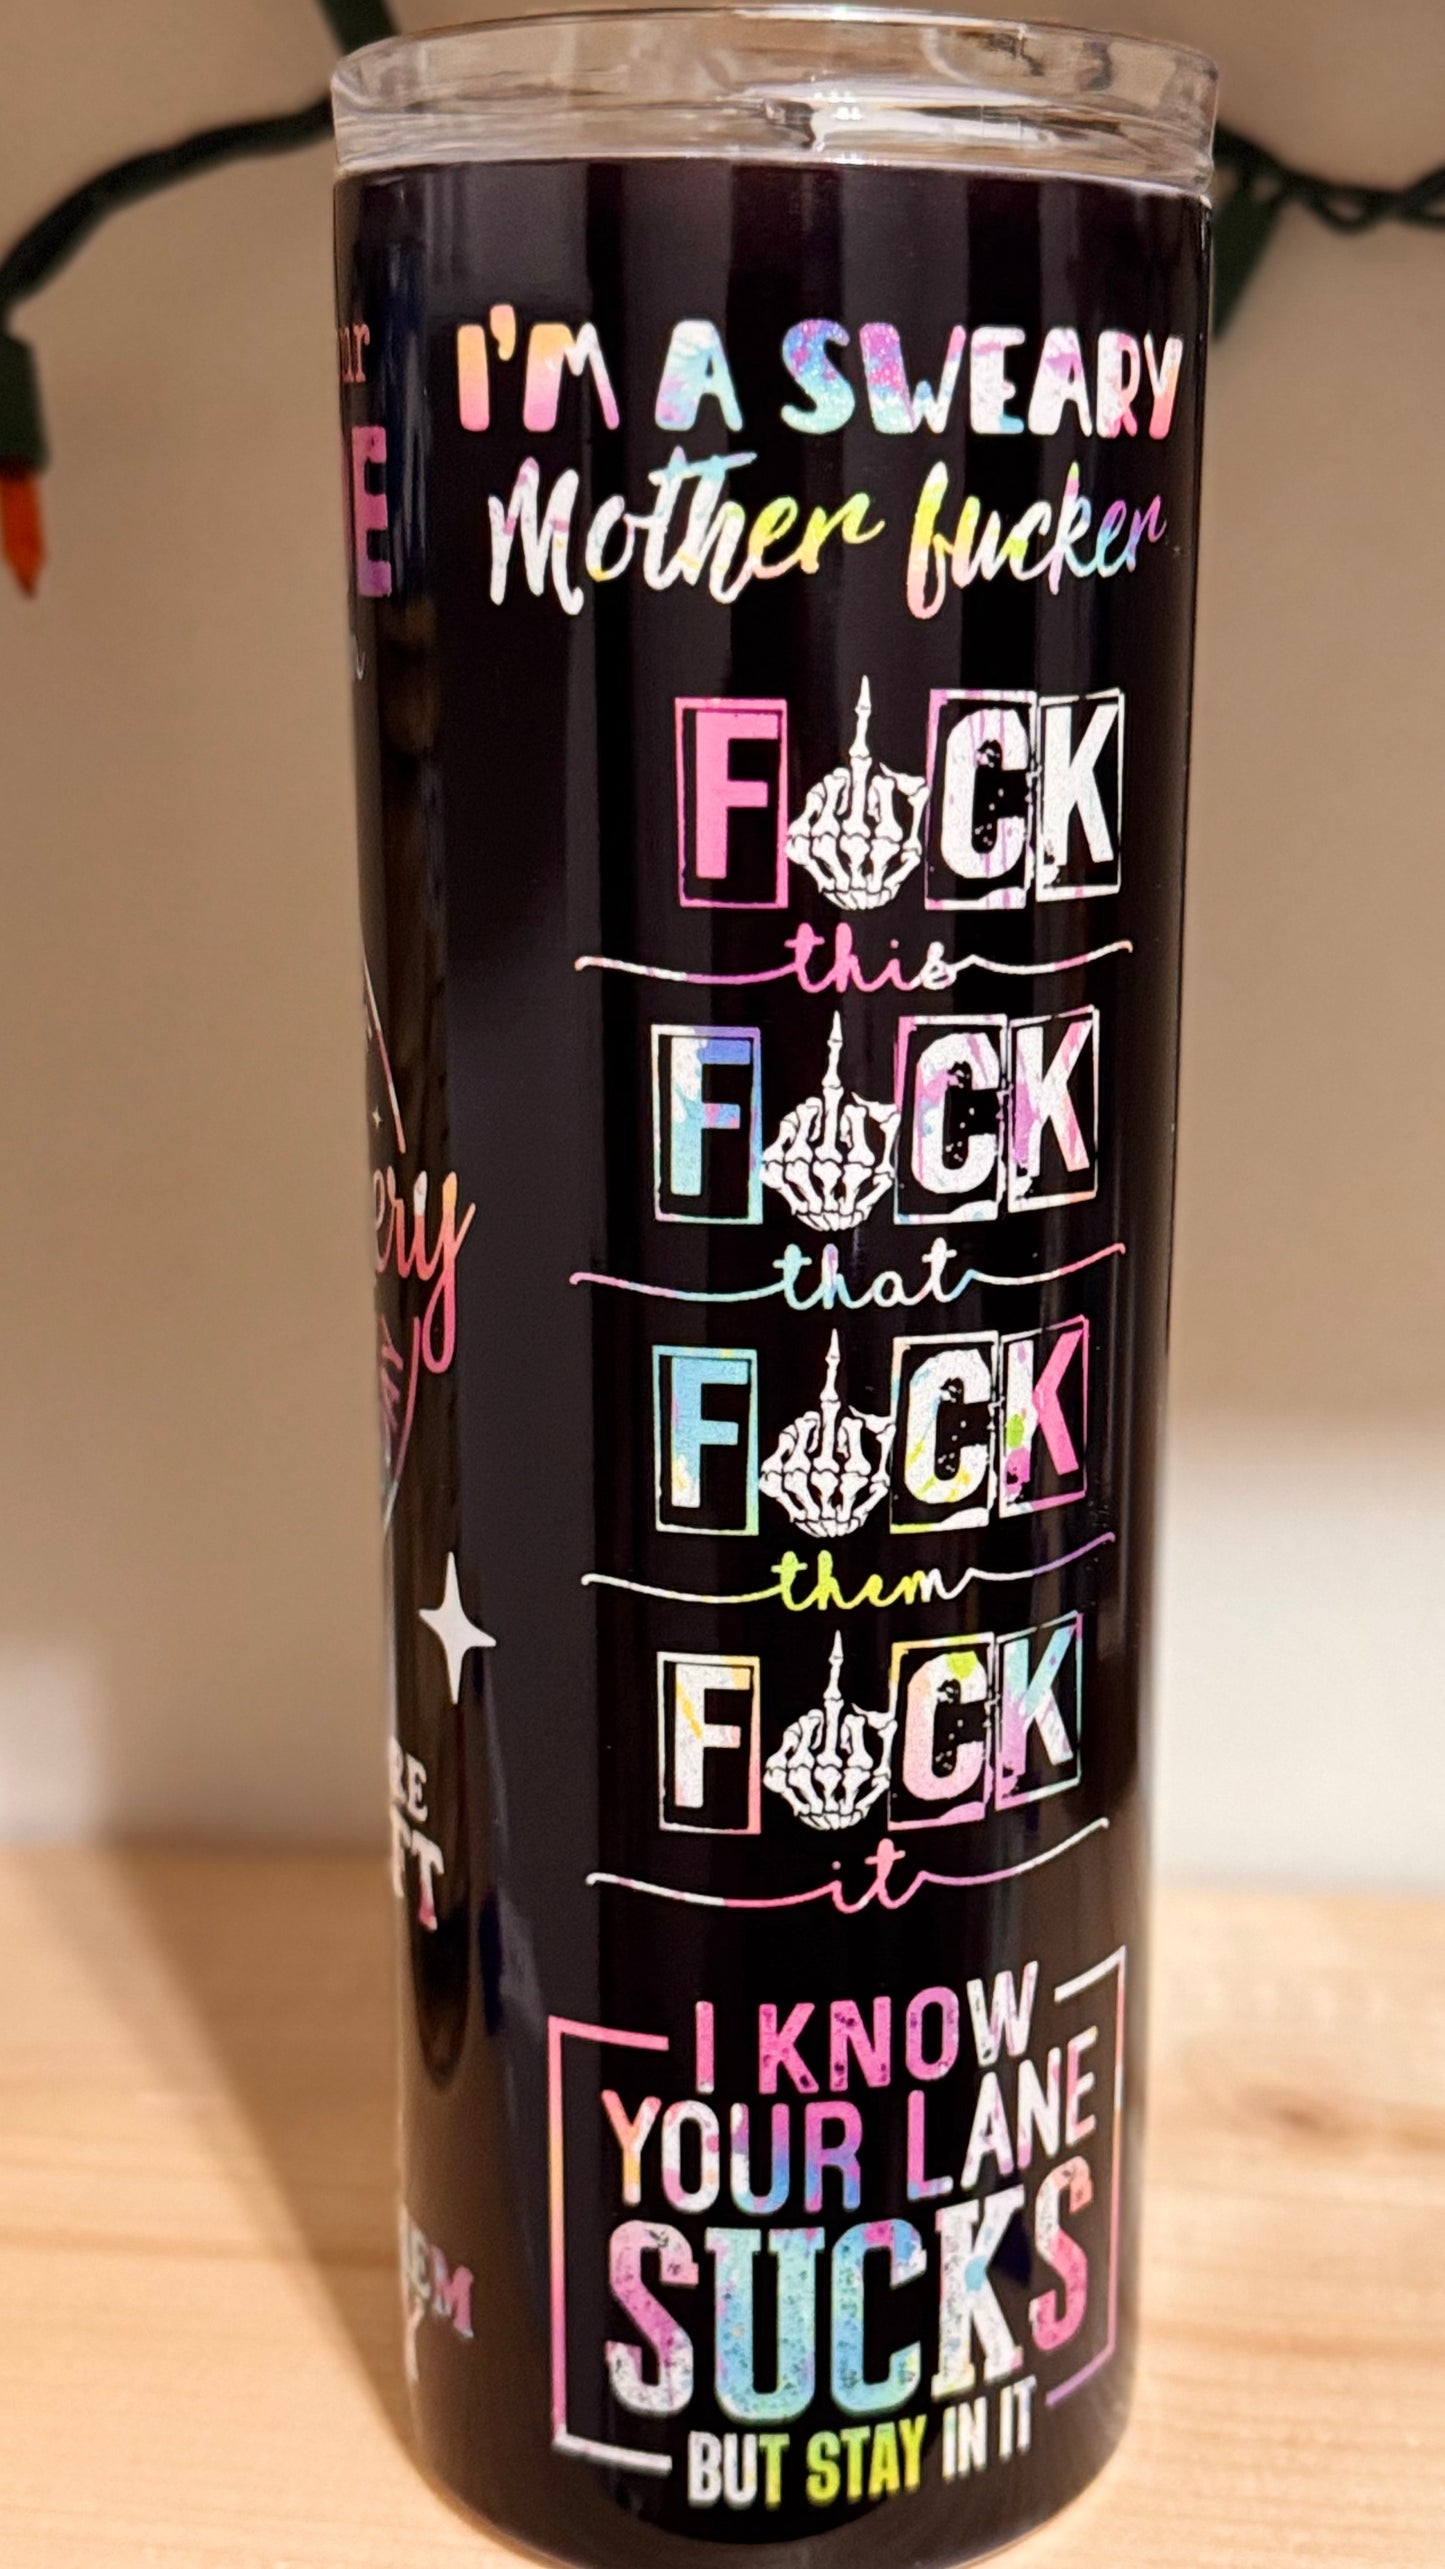 I'M A SWEARY
Mother fucker
FCK
this
FCK
that
FCK
them
FCK
it
I KNOW
YOUR LANE
SUCKS
BUT STAY IN IT